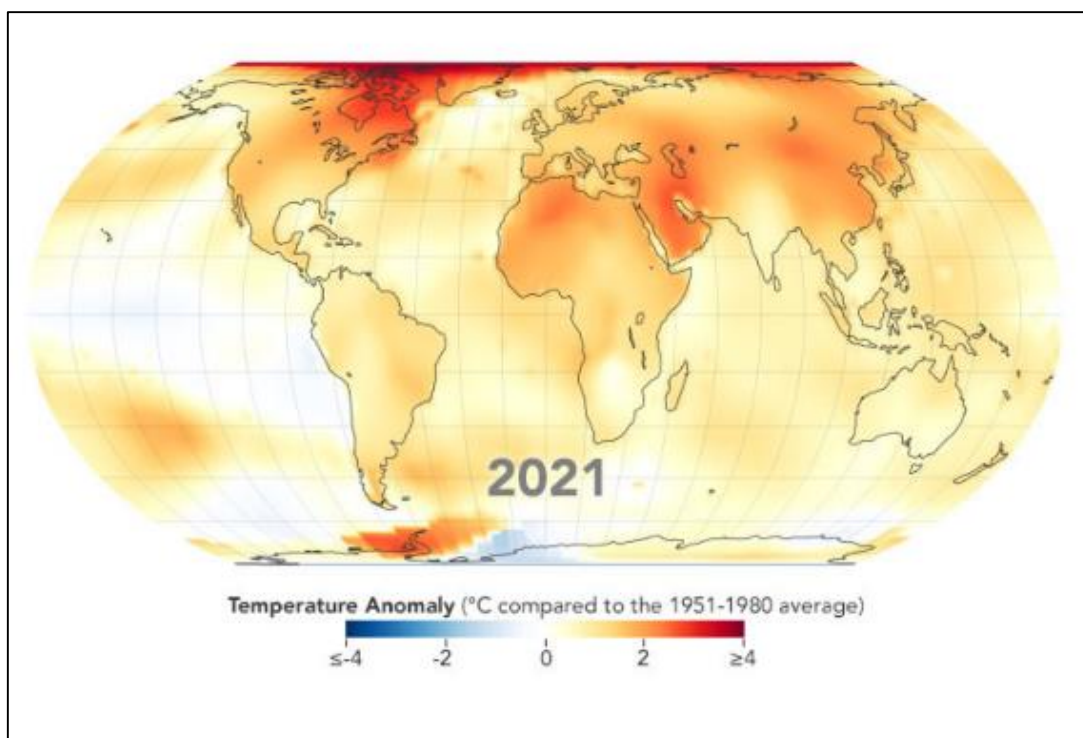 2021
Temperature Anomaly (°C compared to the 1951-1980 average)
≤-4 -2 0 2 ≥4